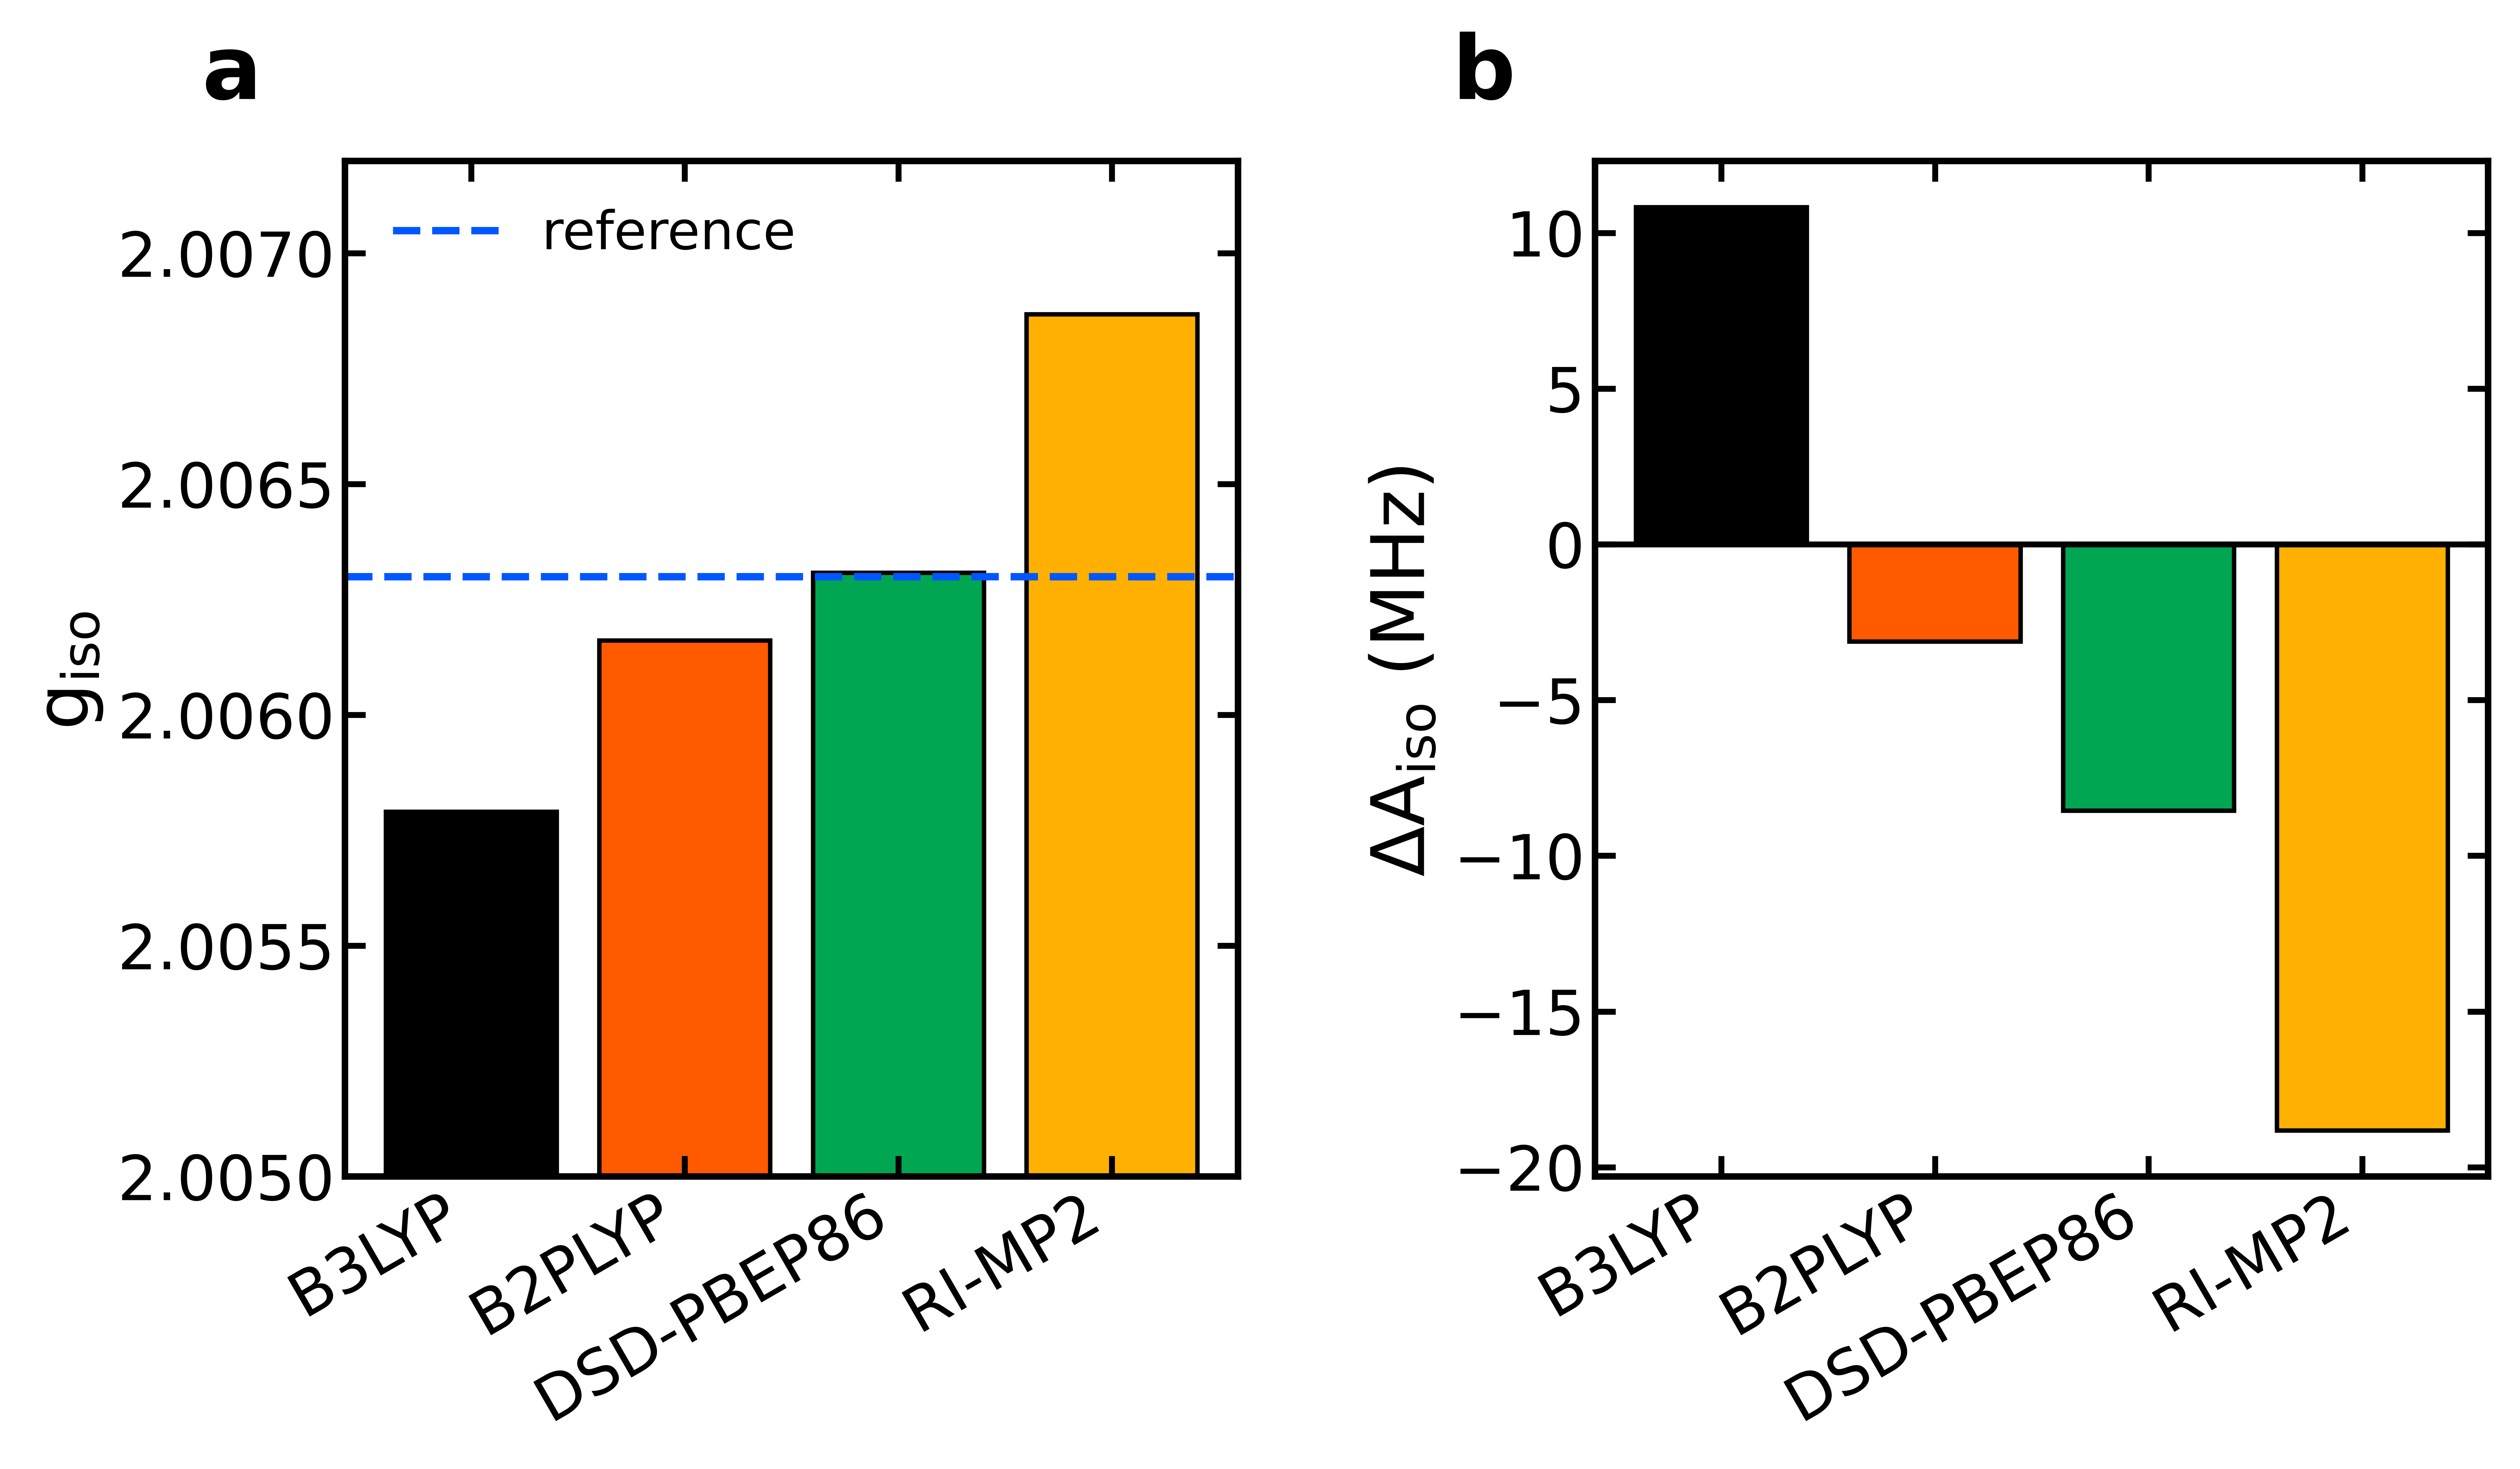 a
reference
2.0070
2.0065
2.0060
2.0055
2.0050
g_iso
B3LYP
B2PLYP
DSD-PBEP86
RI-MP2
b
10
5
0
−5
−10
−15
−20
ΔA_iso (MHz)
B3LYP
B2PLYP
DSD-PBEP86
RI-MP2